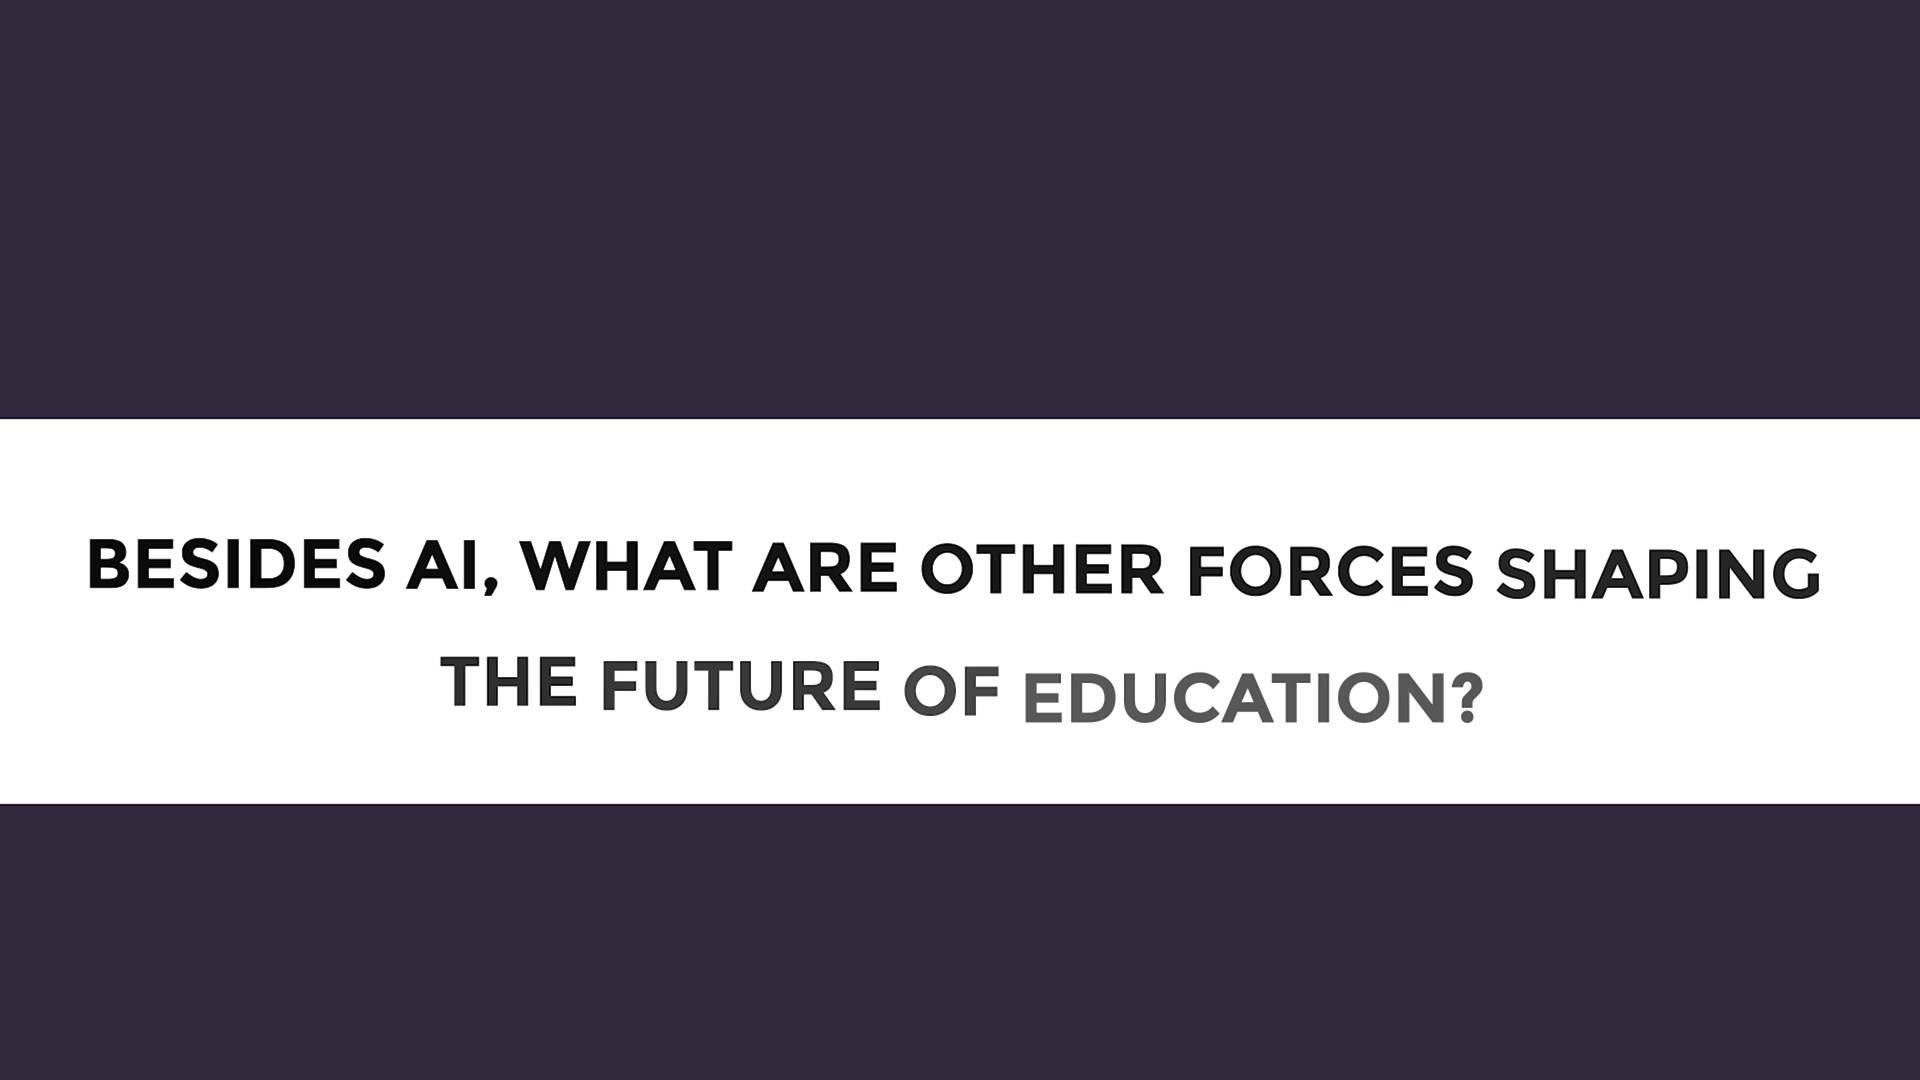 BESIDES AI, WHAT ARE OTHER FORCES SHAPING
THE FUTURE OF EDUCATION?